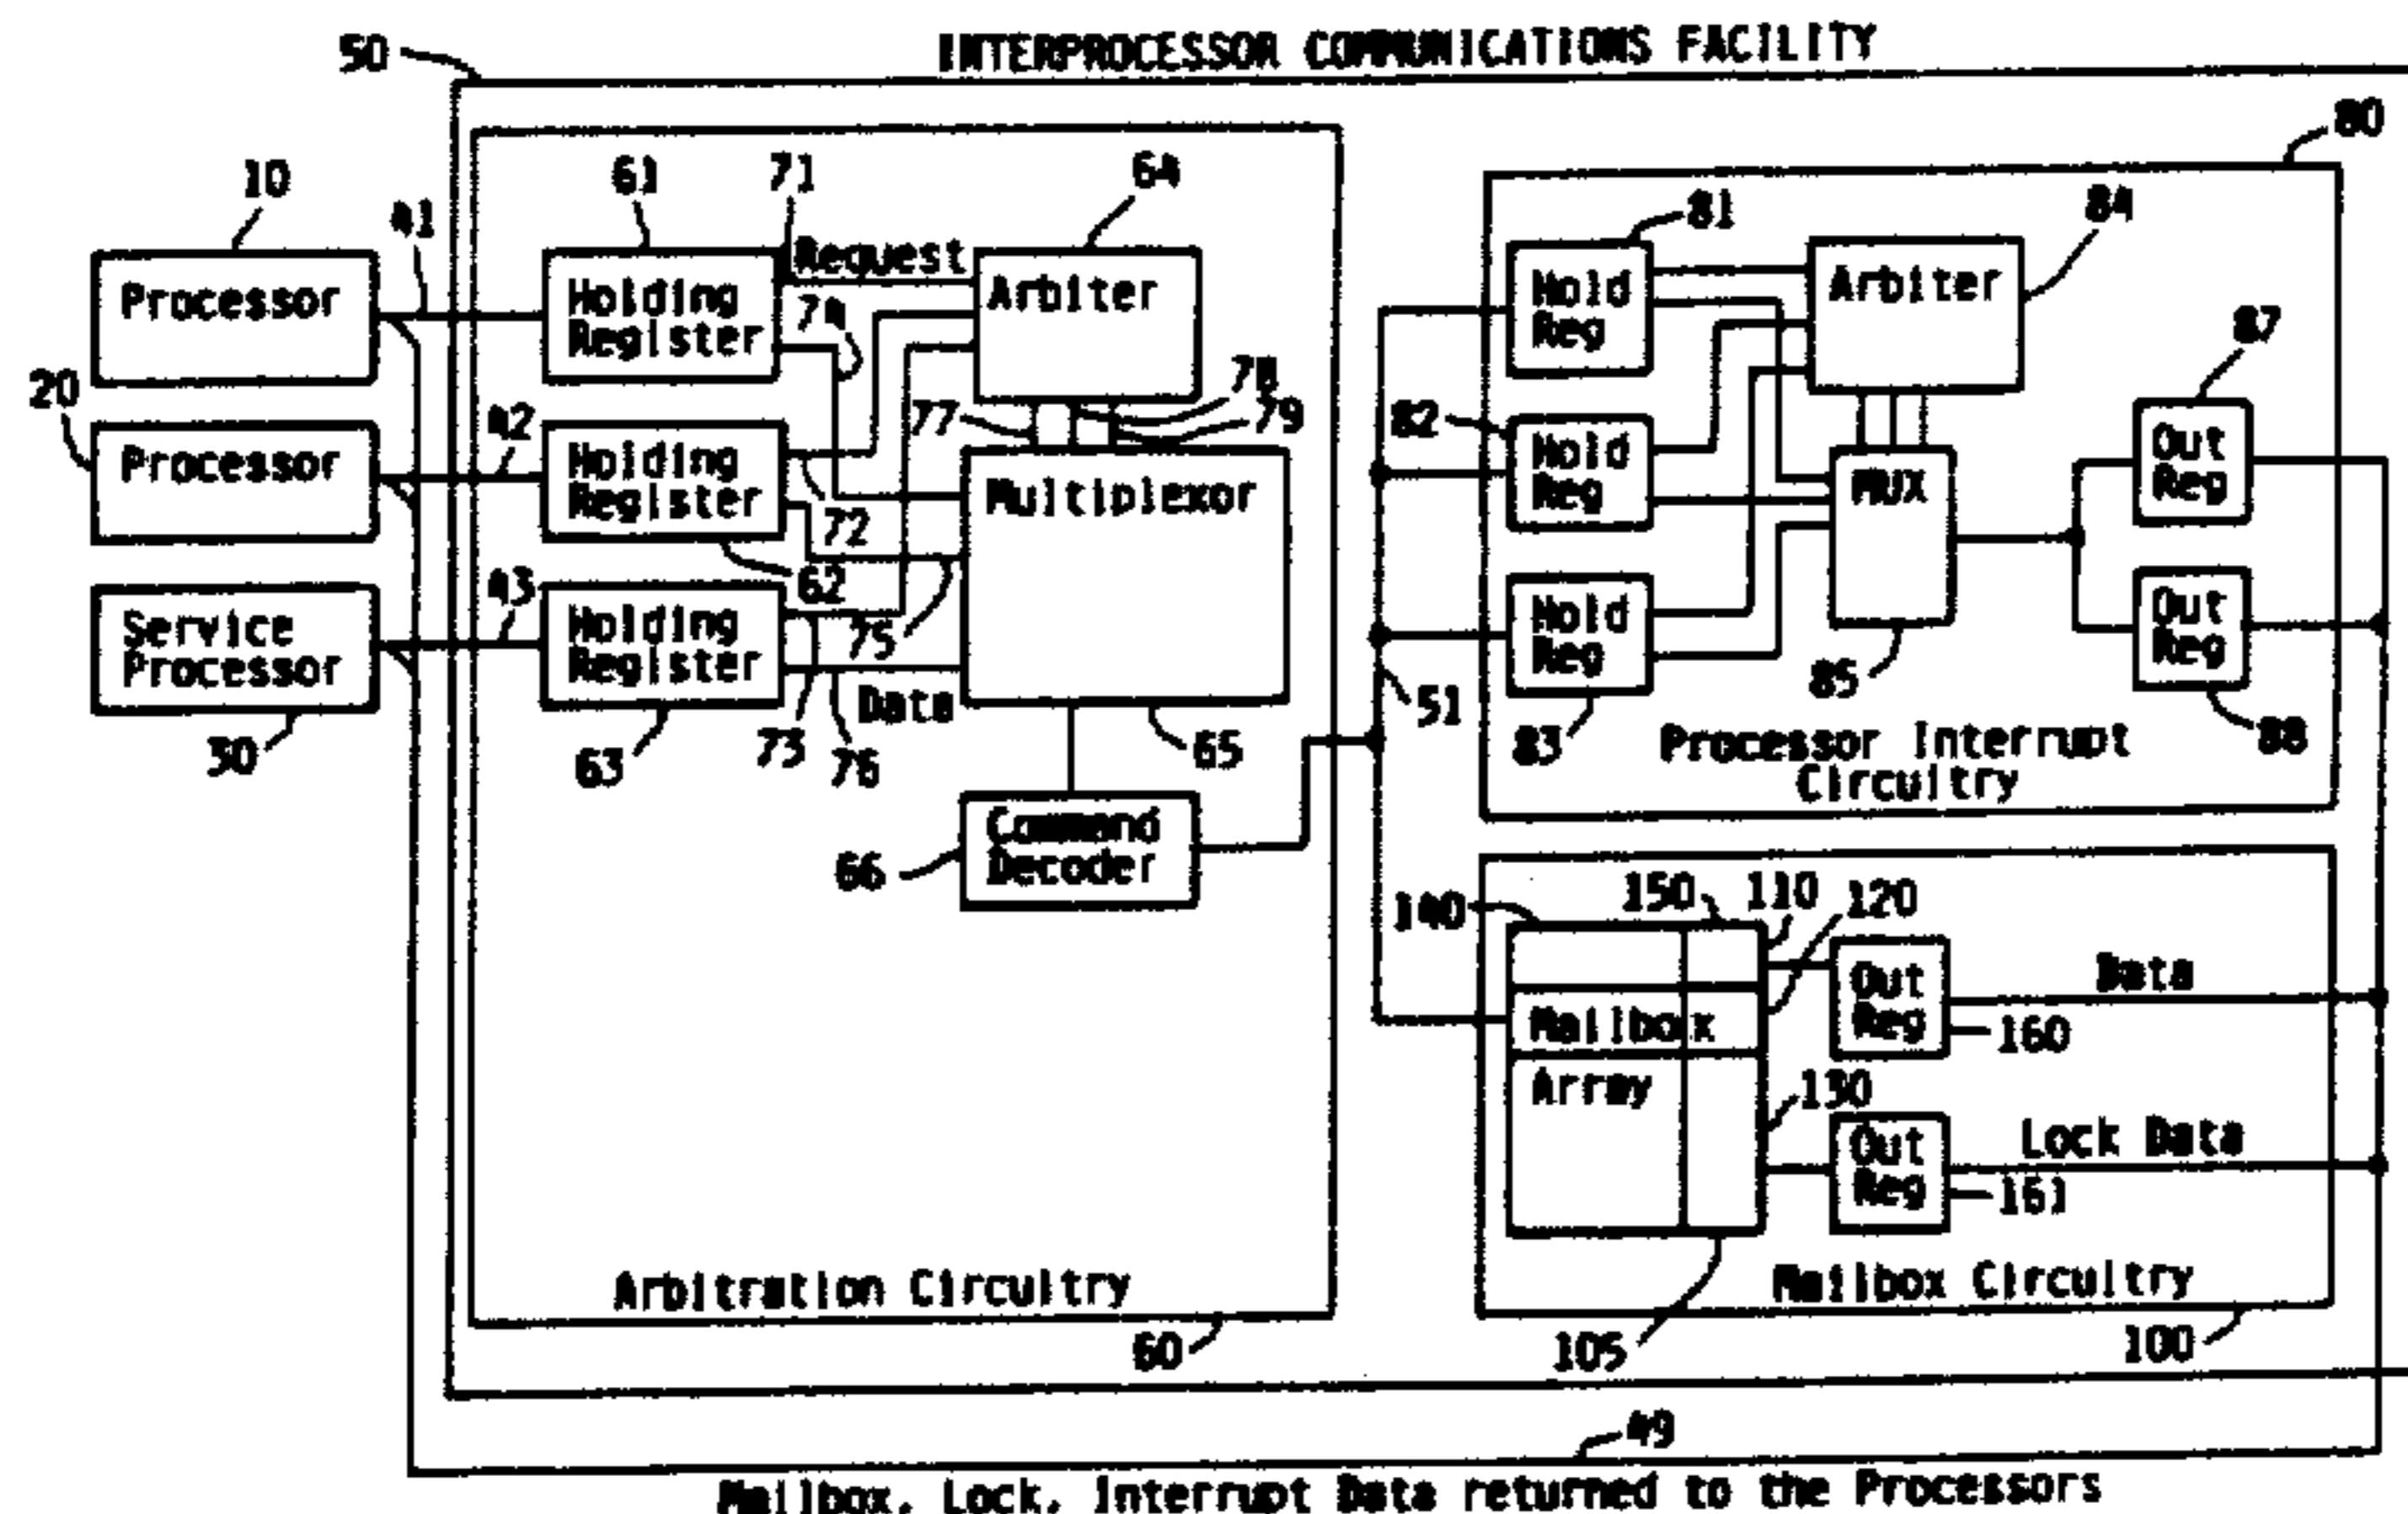 INTERPROCESSOR COMMUNICATIONS FACILITY
50
80
10
41
61
71
64
81
84
Processor
Holding
Register
Request
74
Arbiter
Hold
Reg
Arbiter
87
20
Processor
42
Holding
Register
72
77
78
79
Multiplexor
82
Hold
Reg
MUX
Out
Reg
62
Service
Processor
43
Holding
Register
75
Data
51
Hold
Reg
85
Out
Reg
30
63
73
76
65
83
Processor Interrupt
Circuitry
88
66
Command
Decoder
140
150
110
120
Mailbox
Array
Out
Reg
Data
160
130
Out
Reg
Lock Data
161
Arbitration Circuitry
Mailbox Circuitry
60
105
100
49
Mailbox, Lock, Interrupt Data returned to the Processors